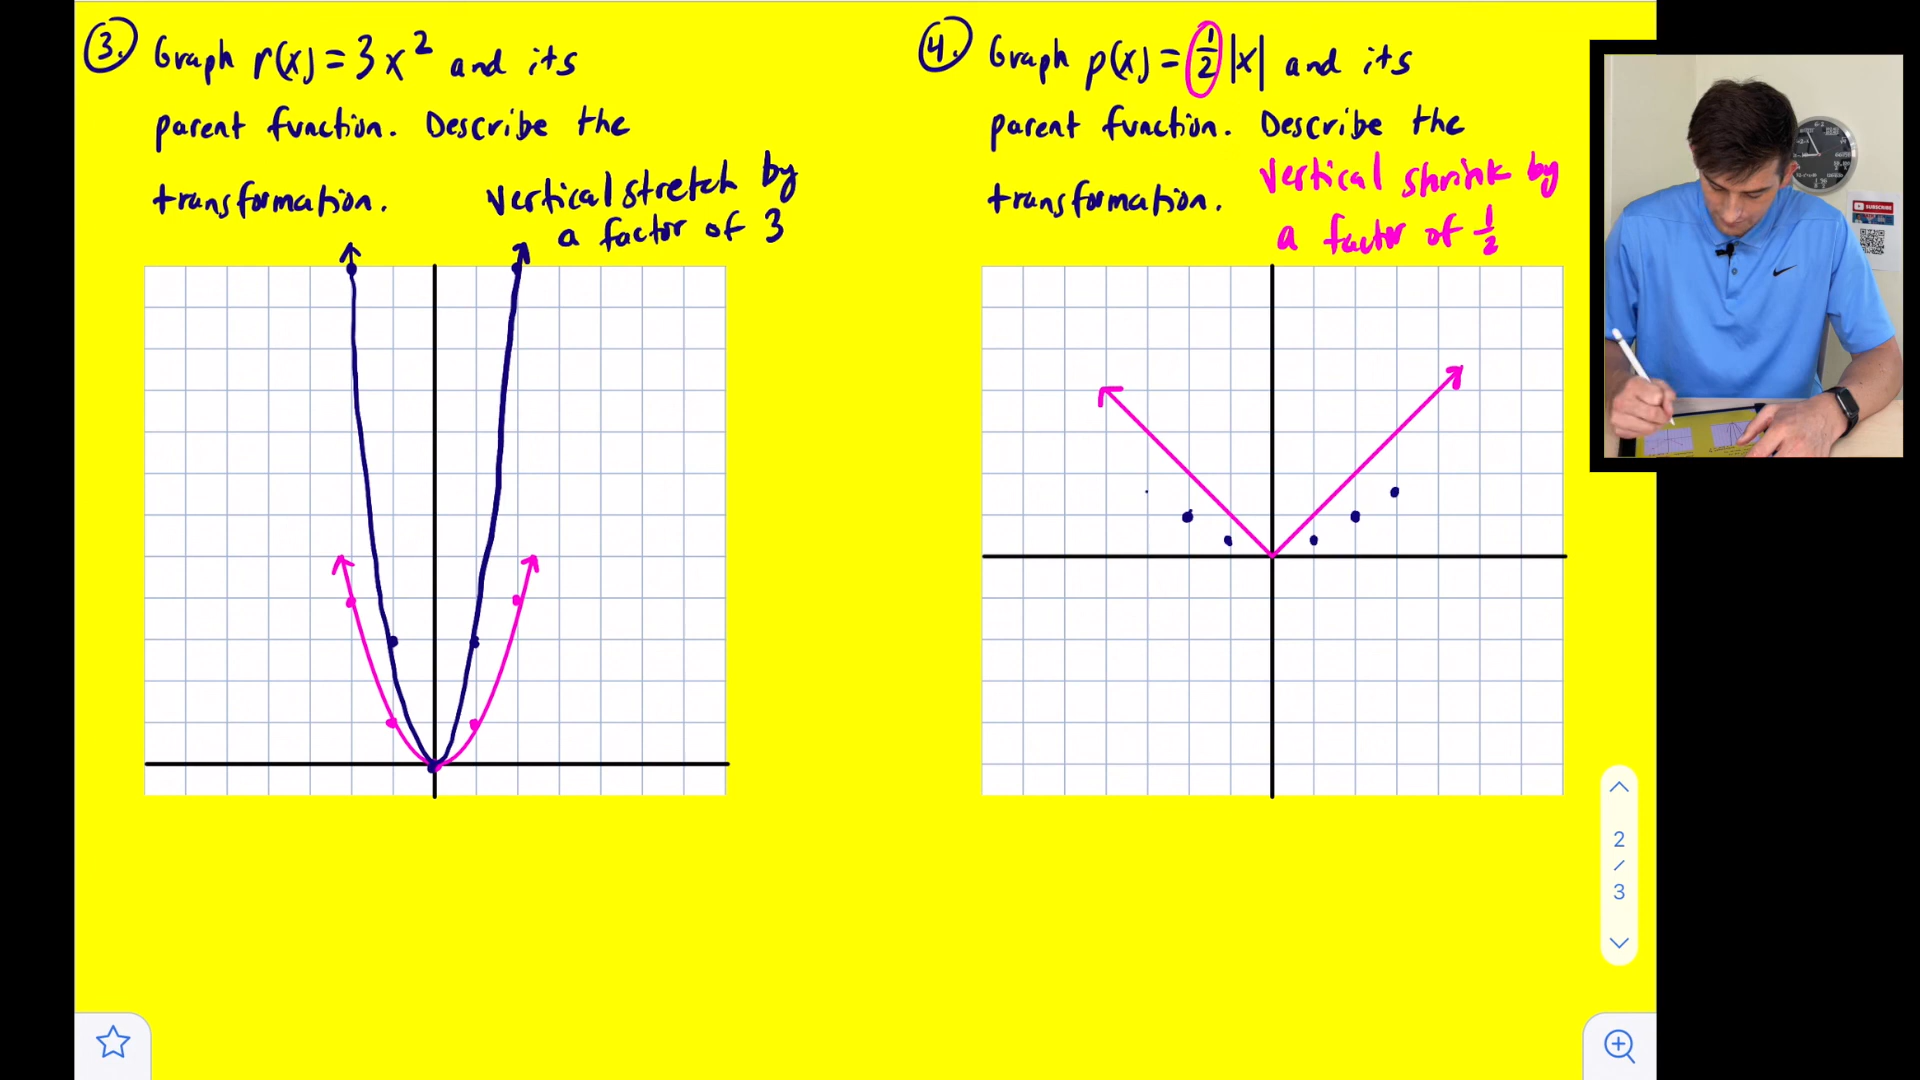 3. Graph r(x) = 3x² and its
parent function. Describe the
transformation.
vertical stretch by
a factor of 3
4. Graph p(x) = 1/2 |x| and its
parent function. Describe the
transformation.
vertical shrink by
a factor of 1/2
SUBSCRIBE
2
/
3